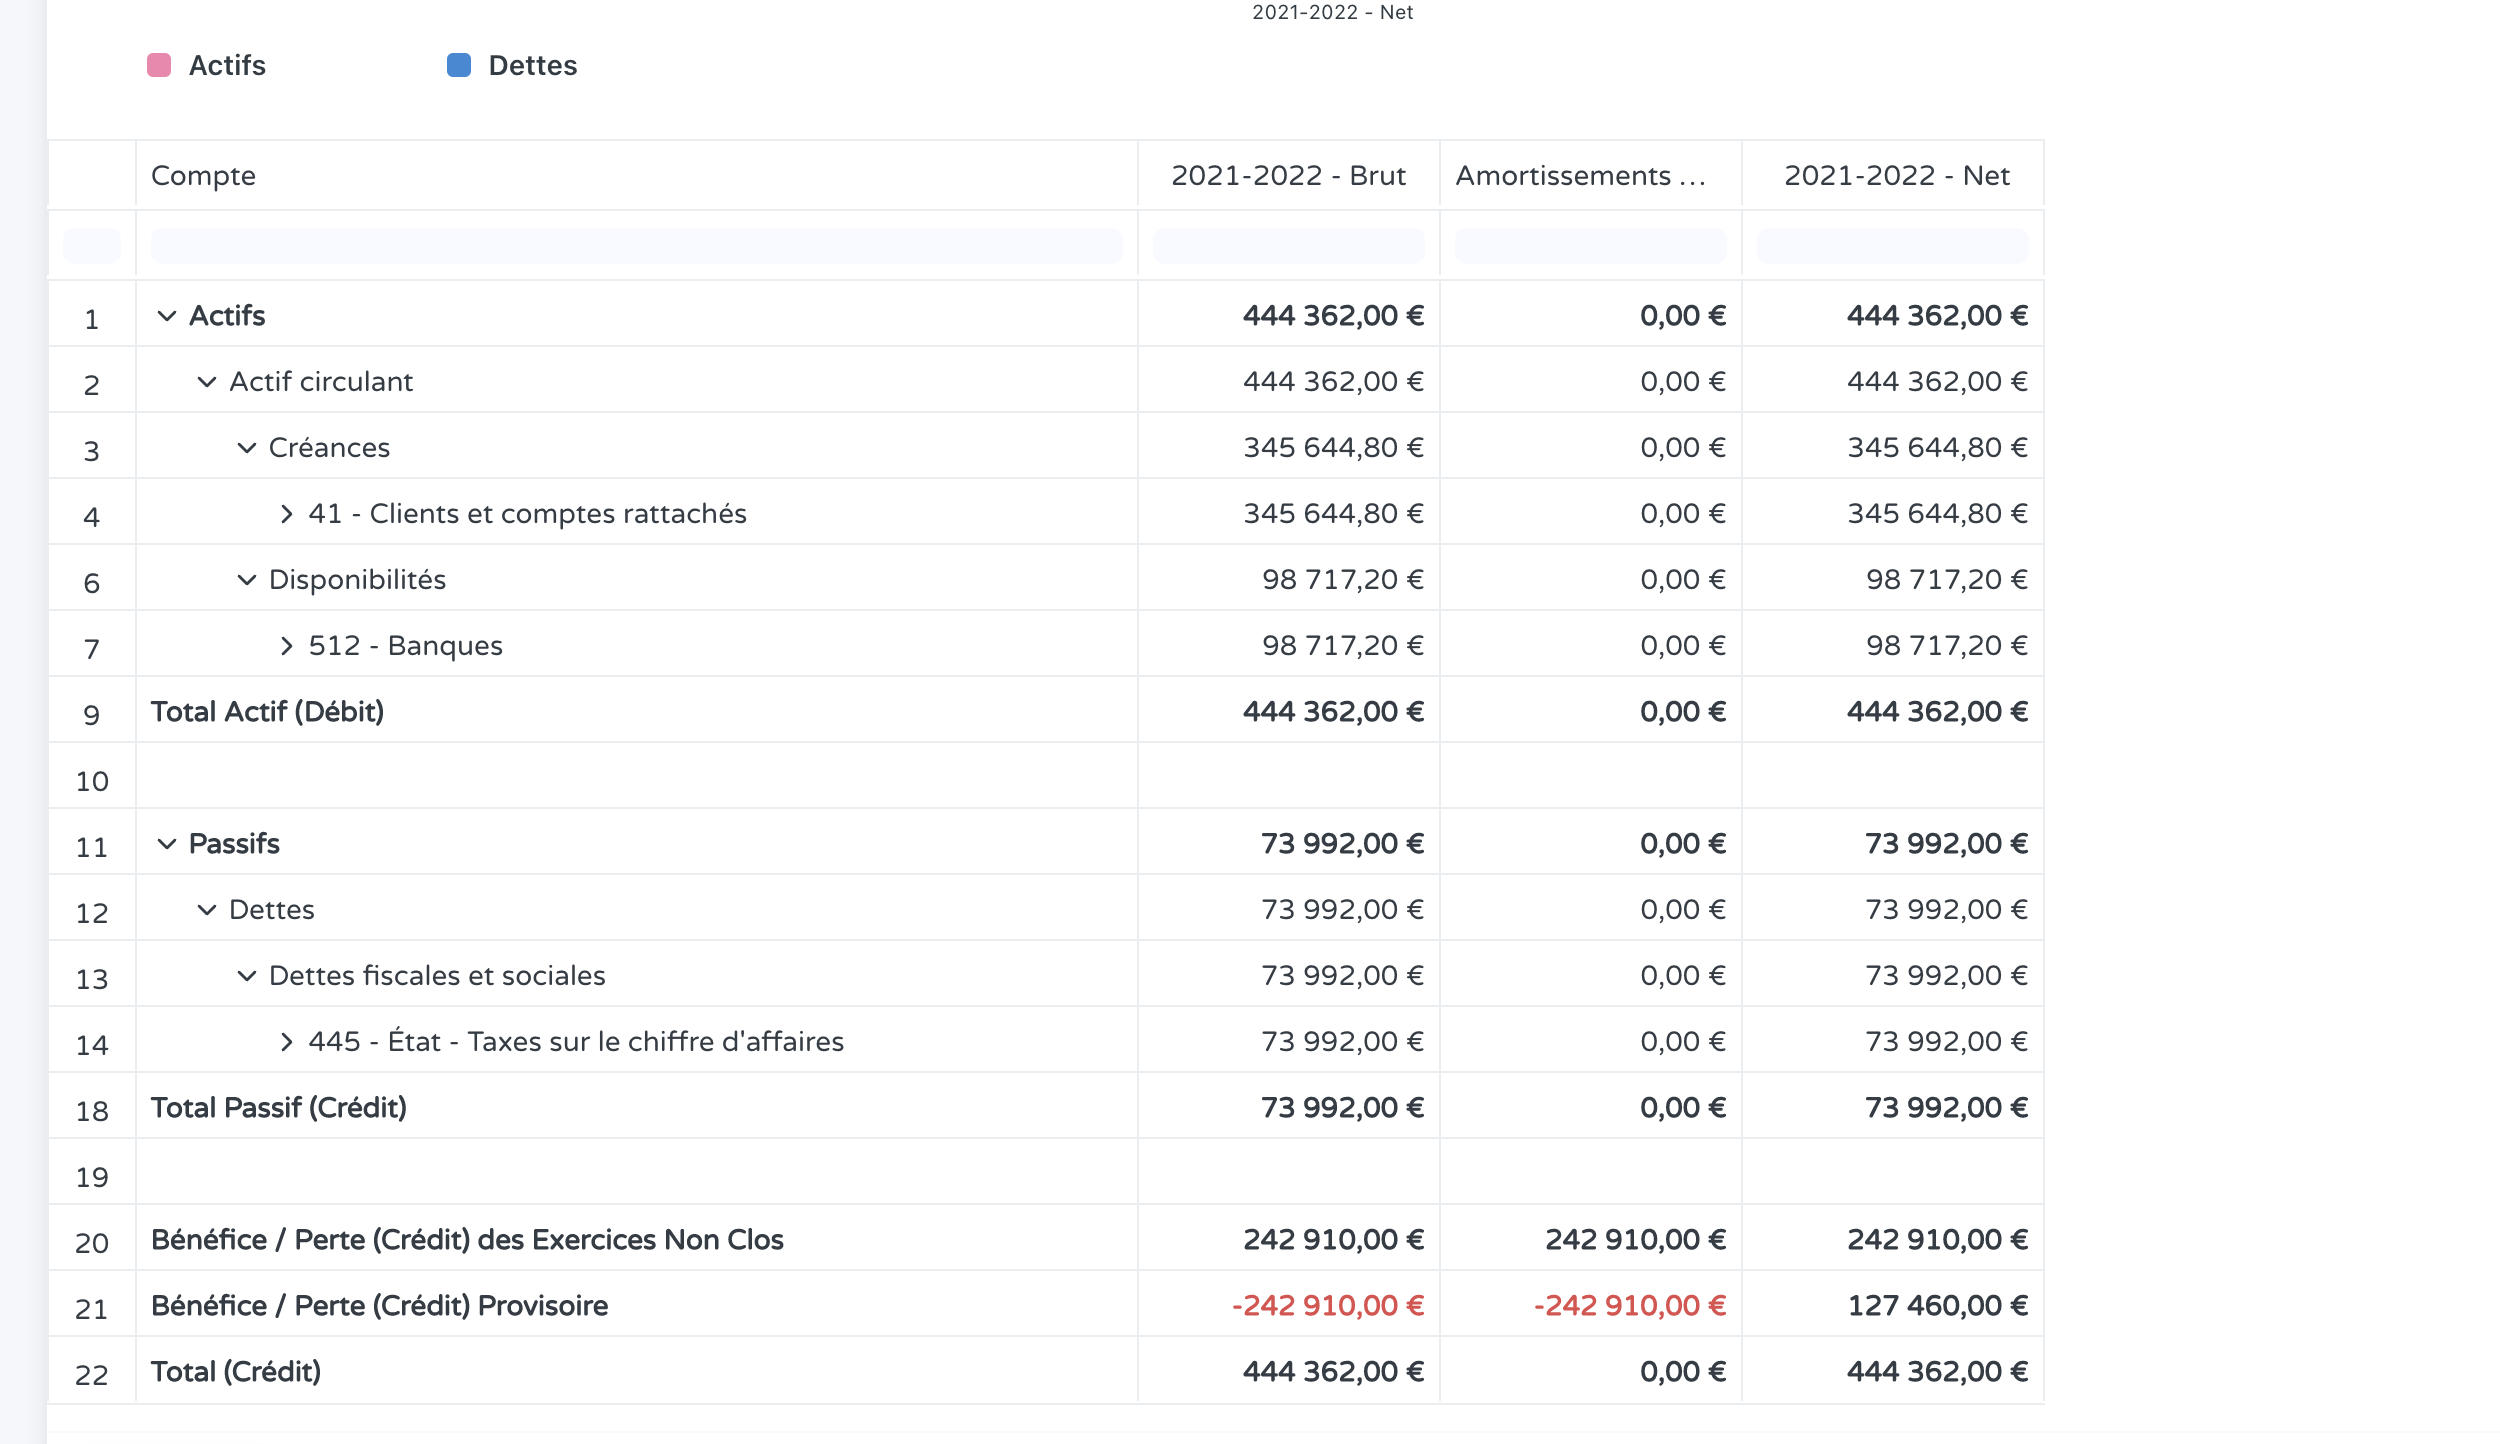 2021-2022 - Net
Actifs Dettes
Compte 2021-2022 - Brut Amortissements ... 2021-2022 - Net
1 Actifs 444 362,00 € 0,00 € 444 362,00 €
2 Actif circulant 444 362,00 € 0,00 € 444 362,00 €
3 Créances 345 644,80 € 0,00 € 345 644,80 €
4 41 - Clients et comptes rattachés 345 644,80 € 0,00 € 345 644,80 €
6 Disponibilités 98 717,20 € 0,00 € 98 717,20 €
7 512 - Banques 98 717,20 € 0,00 € 98 717,20 €
9 Total Actif (Débit) 444 362,00 € 0,00 € 444 362,00 €
10
11 Passifs 73 992,00 € 0,00 € 73 992,00 €
12 Dettes 73 992,00 € 0,00 € 73 992,00 €
13 Dettes fiscales et sociales 73 992,00 € 0,00 € 73 992,00 €
14 445 - État - Taxes sur le chiffre d'affaires 73 992,00 € 0,00 € 73 992,00 €
18 Total Passif (Crédit) 73 992,00 € 0,00 € 73 992,00 €
19
20 Bénéfice / Perte (Crédit) des Exercices Non Clos 242 910,00 € 242 910,00 € 242 910,00 €
21 Bénéfice / Perte (Crédit) Provisoire -242 910,00 € -242 910,00 € 127 460,00 €
22 Total (Crédit) 444 362,00 € 0,00 € 444 362,00 €